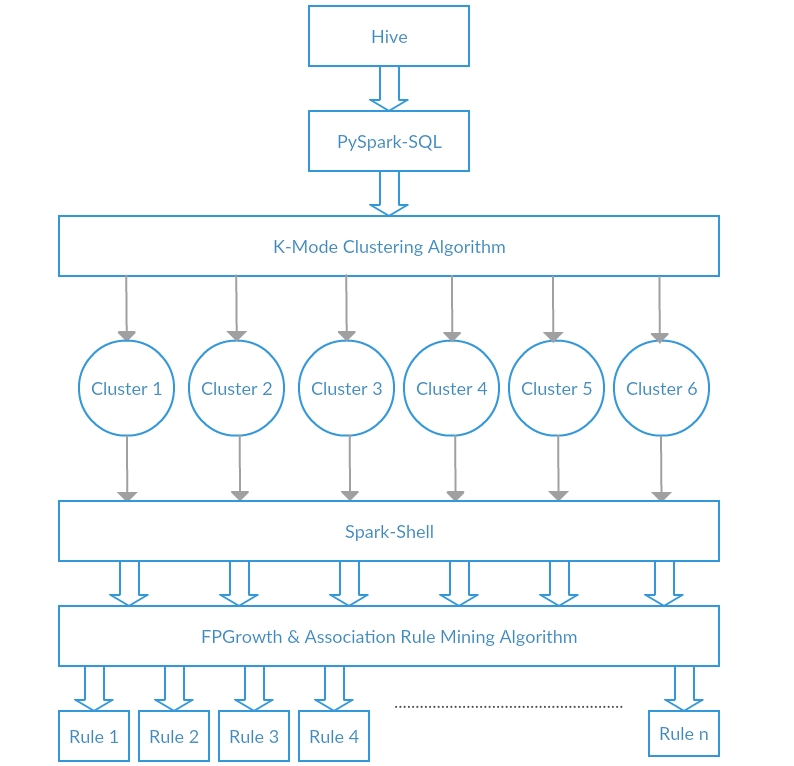 Hive
PySpark-SQL
K-Mode Clustering Algorithm
Cluster 1
Cluster 2
Cluster 3
Cluster 4
Cluster 5
Cluster 6
Spark-Shell
FPGrowth & Association Rule Mining Algorithm
Rule 1
Rule 2
Rule 3
Rule 4
Rule n